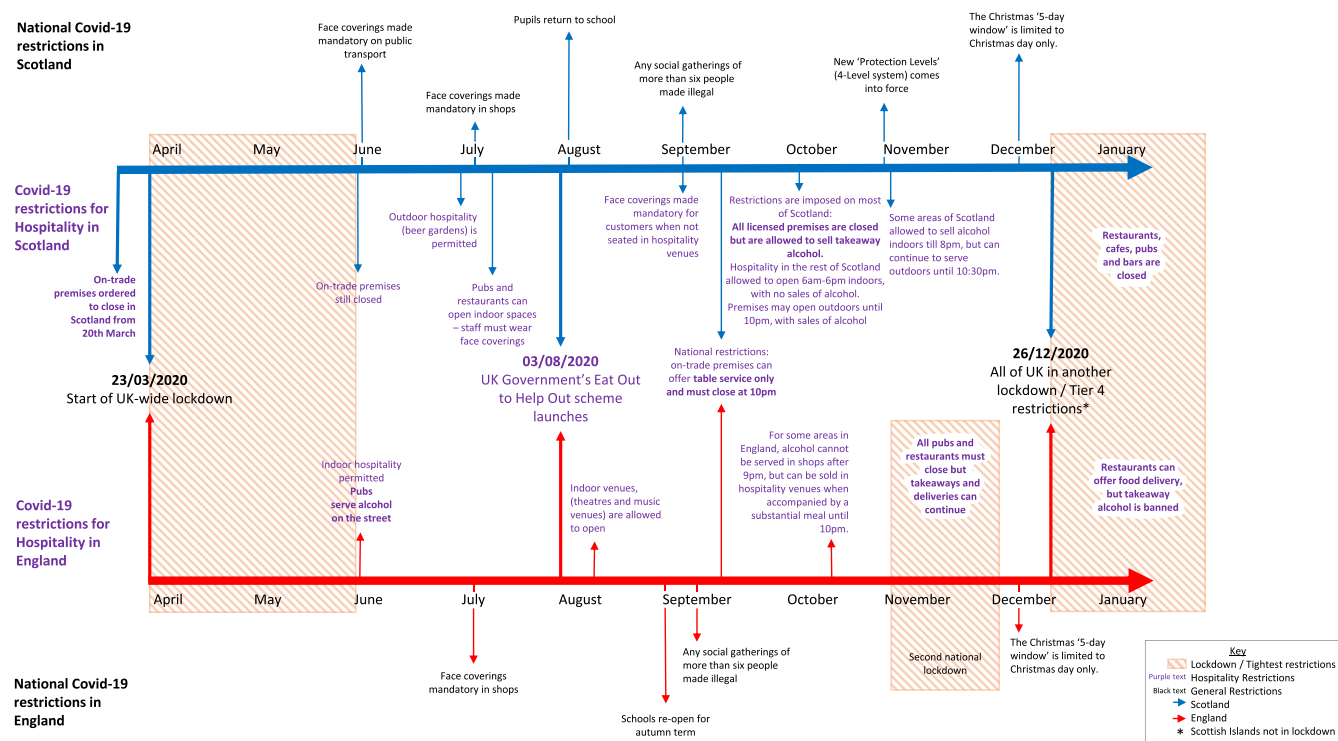 National Covid-19
restrictions in
Scotland
Face coverings made
mandatory on public
transport
Face coverings made
mandatory in shops
Pupils return to school
Any social gatherings of
more than six people
made illegal
New ‘Protection Levels’
(4-Level system) comes
into force
The Christmas ‘5-day
window’ is limited to
Christmas day only.
April May June July August September October November December January
Covid-19
restrictions for
Hospitality in
Scotland
On-trade
premises ordered
to close in
Scotland from
20th March
On-trade premises
still closed
Outdoor hospitality
(beer gardens) is
permitted
Pubs and
restaurants can
open indoor spaces
– staff must wear
face coverings
Face coverings made
mandatory for
customers when not
seated in hospitality
venues
Restrictions are imposed on most
of Scotland:
All licensed premises are closed
but are allowed to sell takeaway
alcohol.
Hospitality in the rest of Scotland
allowed to open 6am-6pm indoors,
with no sales of alcohol.
Premises may open outdoors until
10pm, with sales of alcohol
Some areas of Scotland
allowed to sell alcohol
indoors till 8pm, but can
continue to serve
outdoors until 10:30pm.
Restaurants,
cafes, pubs
and bars are
closed
23/03/2020
Start of UK-wide lockdown
03/08/2020
UK Government’s Eat Out
to Help Out scheme
launches
National restrictions:
on-trade premises can
offer table service only
and must close at 10pm
26/12/2020
All of UK in another
lockdown / Tier 4
restrictions*
Covid-19
restrictions for
Hospitality in
England
Indoor hospitality
permitted
Pubs
serve alcohol
on the street
Indoor venues,
(theatres and music
venues) are allowed
to open
For some areas in
England, alcohol cannot
be served in shops after
9pm, but can be sold in
hospitality venues when
accompanied by a
substantial meal until
10pm.
All pubs and
restaurants must
close but
takeaways and
deliveries can
continue
Restaurants can
offer food delivery,
but takeaway
alcohol is banned
April May June July August September October November December January
National Covid-19
restrictions in
England
Face coverings
mandatory in shops
Schools re-open for
autumn term
Any social gatherings of
more than six people
made illegal
Second national
lockdown
The Christmas ‘5-day
window’ is limited to
Christmas day only.
Key
Lockdown / Tightest restrictions
Purple text Hospitality Restrictions
Black text General Restrictions
Scotland
England
* Scottish Islands not in lockdown